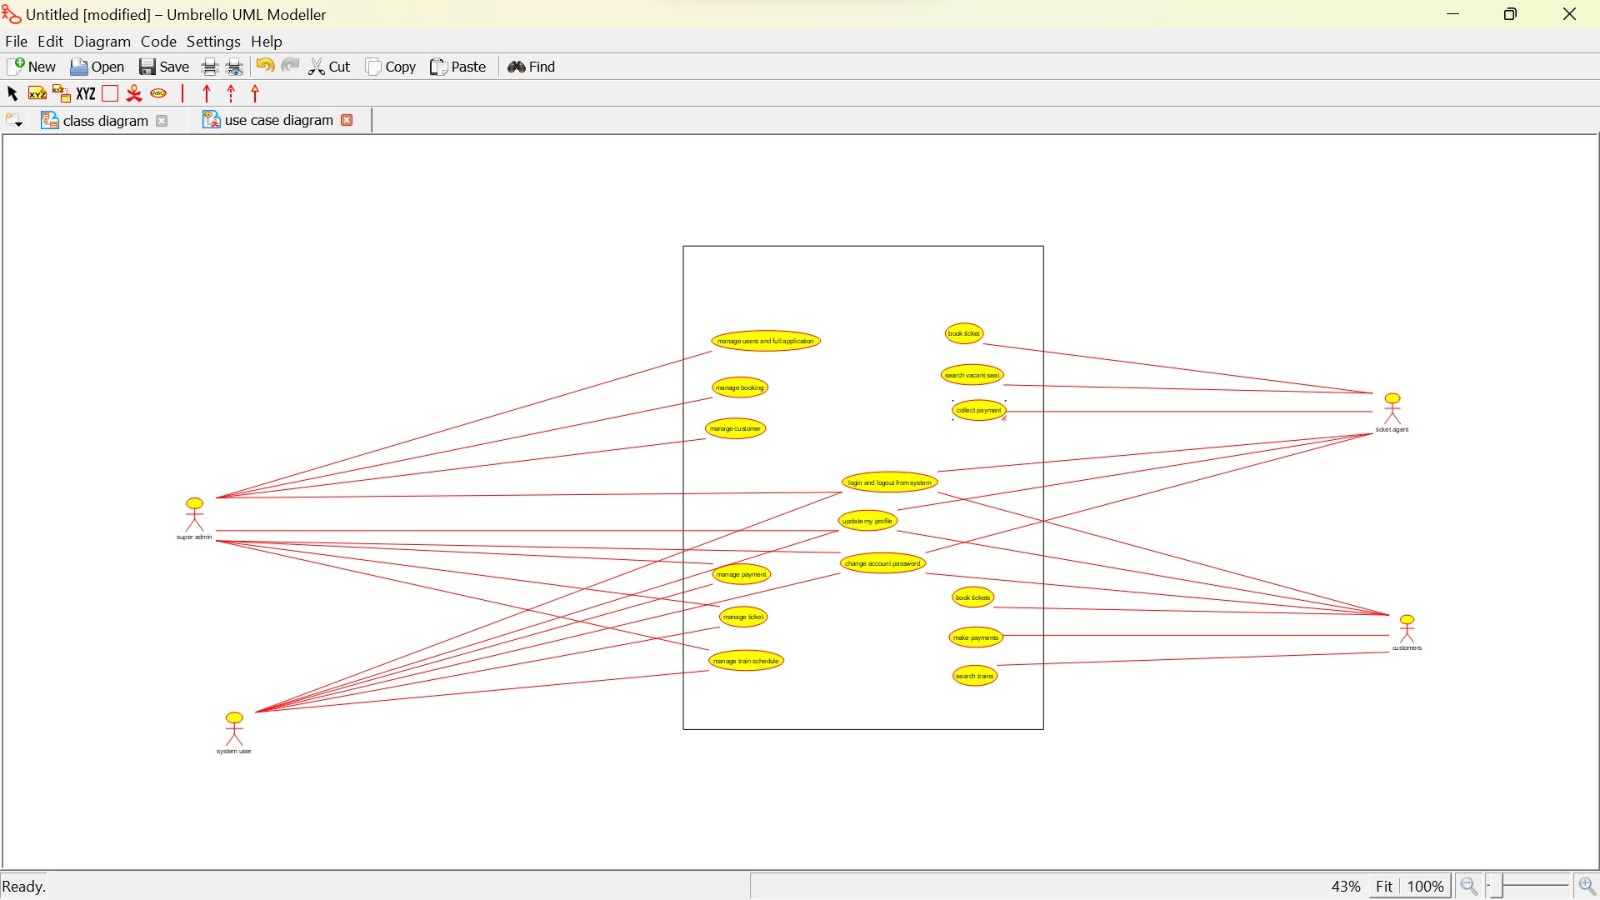 Untitled [modified] – Umbrello UML Modeller
File Edit Diagram Code Settings Help
New Open Save Cut Copy Paste Find
XYZ XYZ XYZ ABC
class diagram use case diagram
manage users and full application
book ticket
search vacant seat
manage booking
collect payment
manage customer
ticket agent
login and logout from system
update my profile
super admin
change account password
manage payment
book tickets
manage ticket
make payments
customers
manage train schedule
search trains
system user
Ready.
43% Fit 100%